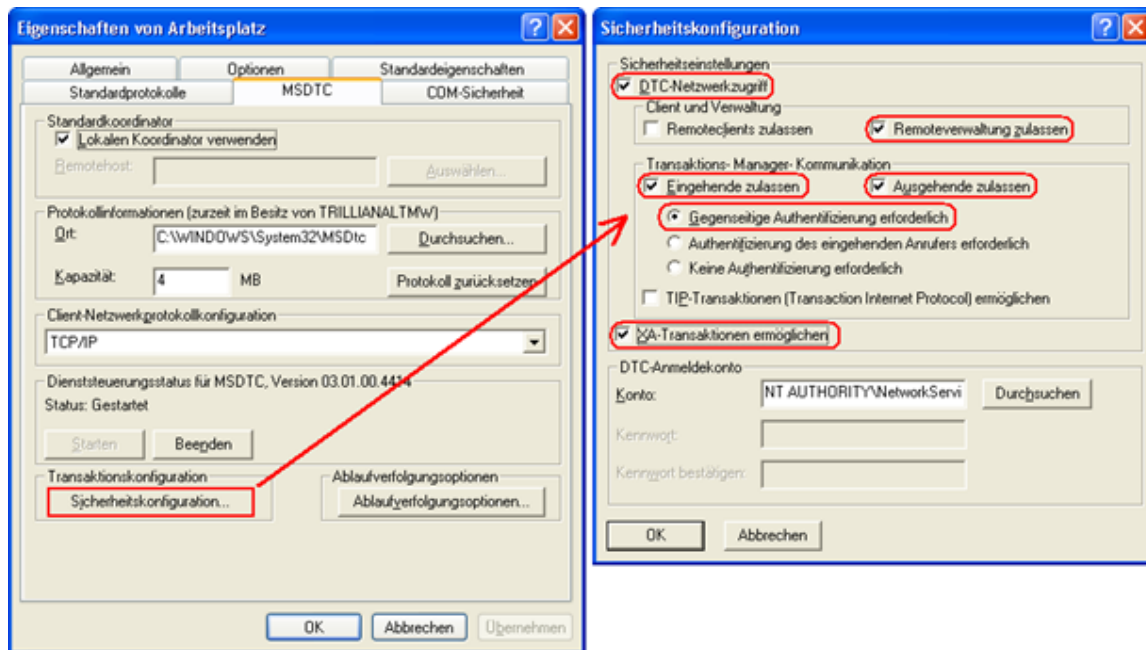 Eigenschaften von Arbeitsplatz
Allgemein
Optionen
Standardeigenschaften
Standardprotokolle
MSDTC
COM-Sicherheit
Standardkoordinator
Lokalen Koordinator verwenden
Remotehost:
Auswählen...
Protokollinformationen (zurzeit im Besitz von TRILLIANALTMW)
Ort:
C:\WINDOWS\System32\MSDtc
Durchsuchen...
Kapazität:
4
MB
Protokoll zurücksetzen
Client-Netzwerkprotokollkonfiguration
TCP/IP
Dienststeuerungsstatus für MSDTC, Version 03.01.00.4414
Status: Gestartet
Starten
Beenden
Transaktionskonfiguration
Sicherheitskonfiguration...
Ablaufverfolgungsoptionen
Ablaufverfolgungsoptionen...
OK
Abbrechen
Übernehmen
Sicherheitskonfiguration
Sicherheitseinstellungen
DTC-Netzwerkzugriff
Client und Verwaltung
Remoteclients zulassen
Remoteverwaltung zulassen
Transaktions- Manager- Kommunikation
Eingehende zulassen
Ausgehende zulassen
Gegenseitige Authentifizierung erforderlich
Authentifizierung des eingehenden Anrufers erforderlich
Keine Authentifizierung erforderlich
TIP-Transaktionen (Transaction Internet Protocol) ermöglichen
XA-Transaktionen ermöglichen
DTC-Anmeldekonto
Konto:
NT AUTHORITY\NetworkServi
Durchsuchen
Kennwort:
Kennwort bestätigen:
OK
Abbrechen